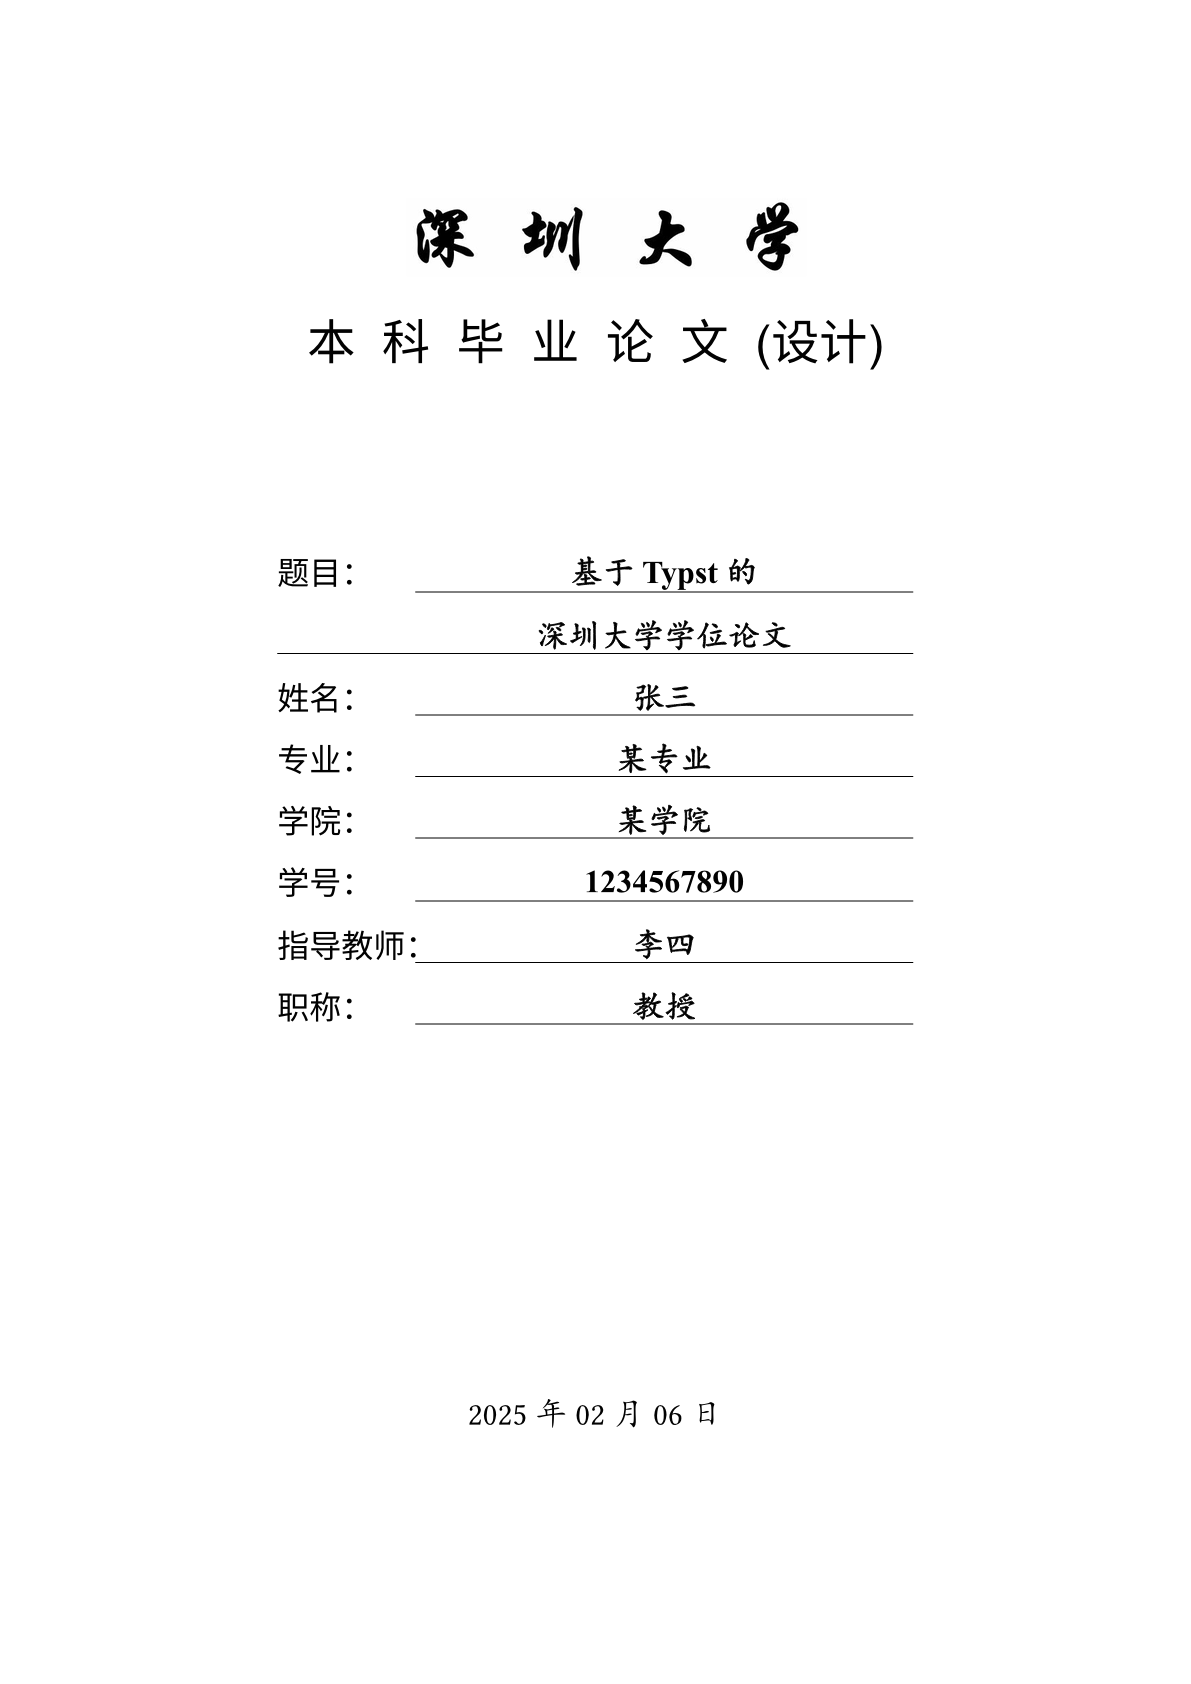 深 圳 大 学
本 科 毕 业 论 文 (设计)
题目： 基于 Typst 的
深圳大学学位论文
姓名： 张三
专业： 某专业
学院： 某学院
学号： 1234567890
指导教师： 李四
职称： 教授
2025 年 02 月 06 日